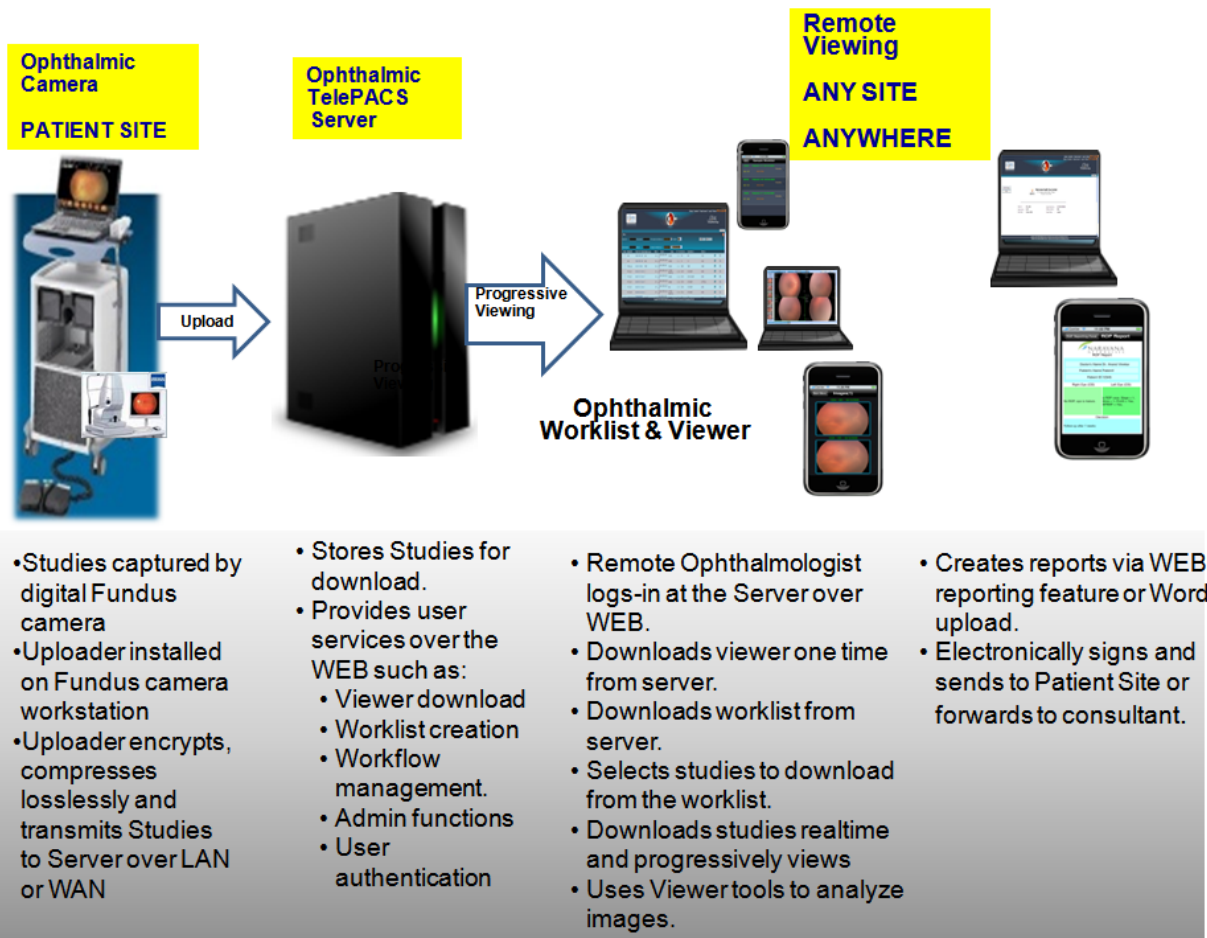 Ophthalmic
Camera
PATIENT SITE
Ophthalmic
TelePACS
Server
Remote
Viewing
ANY SITE
ANYWHERE
Upload
Progressive
Viewing
Ophthalmic
Worklist & Viewer
ROP Report
NARAYANA
ROP Report
•Studies captured by
digital Fundus
camera
•Uploader installed
on Fundus camera
workstation
•Uploader encrypts,
compresses
losslessly and
transmits Studies
to Server over LAN
or WAN
• Stores Studies for
download.
• Provides user
services over the
WEB such as:
• Viewer download
• Worklist creation
• Workflow
management.
• Admin functions
• User
authentication
• Remote Ophthalmologist
logs-in at the Server over
WEB.
• Downloads viewer one time
from server.
• Downloads worklist from
server.
• Selects studies to download
from the worklist.
• Downloads studies realtime
and progressively views
• Uses Viewer tools to analyze
images.
• Creates reports via WEB
reporting feature or Word
upload.
• Electronically signs and
sends to Patient Site or
forwards to consultant.